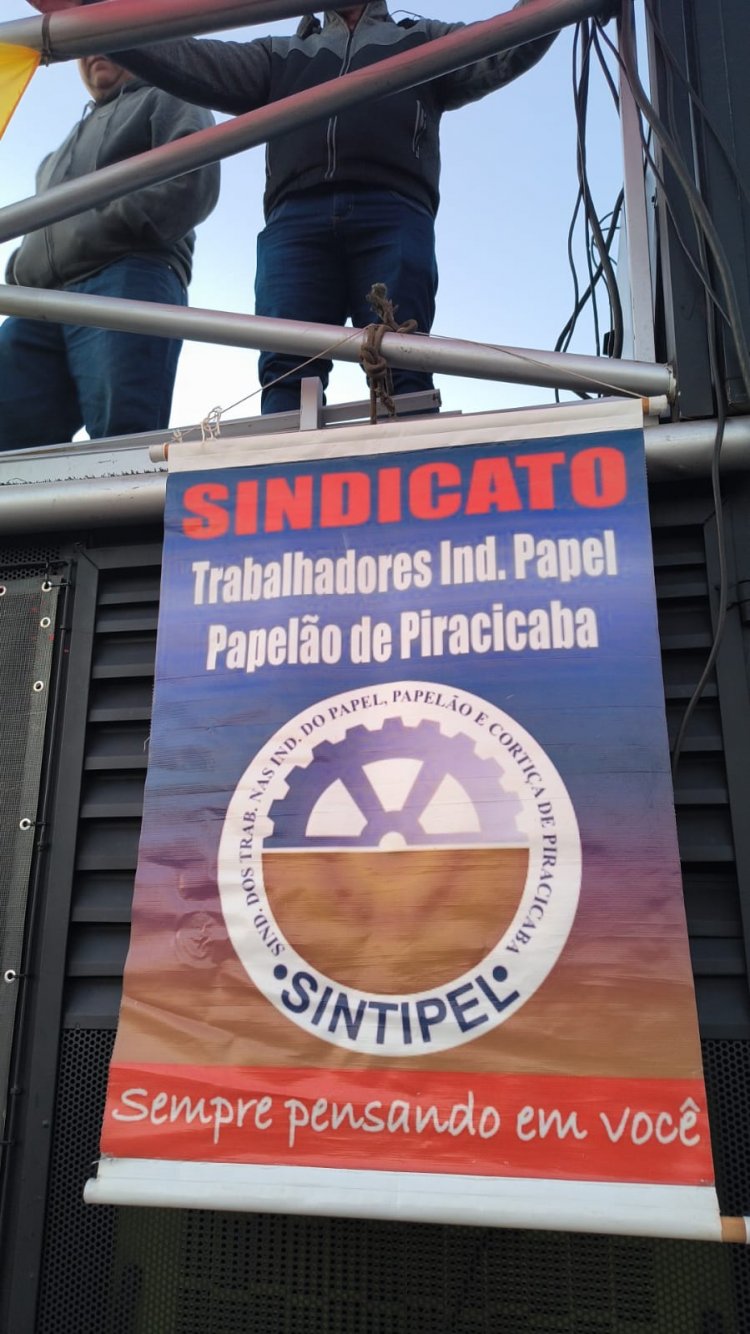 SINDICATO
Trabalhadores Ind. Papel
Papelão de Piracicaba
SIND. DOS TRAB. NAS IND. DO PAPEL, PAPELÃO E CORTIÇA DE PIRACICABA
•SINTIPEL•
Sempre pensando em você